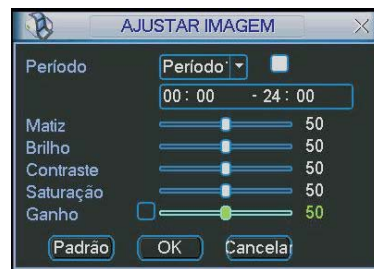 AJUSTAR IMAGEM
Período Período
00: 00 - 24: 00
Matiz 50
Brilho 50
Contraste 50
Saturação 50
Ganho 50
Padrão OK Cancelar